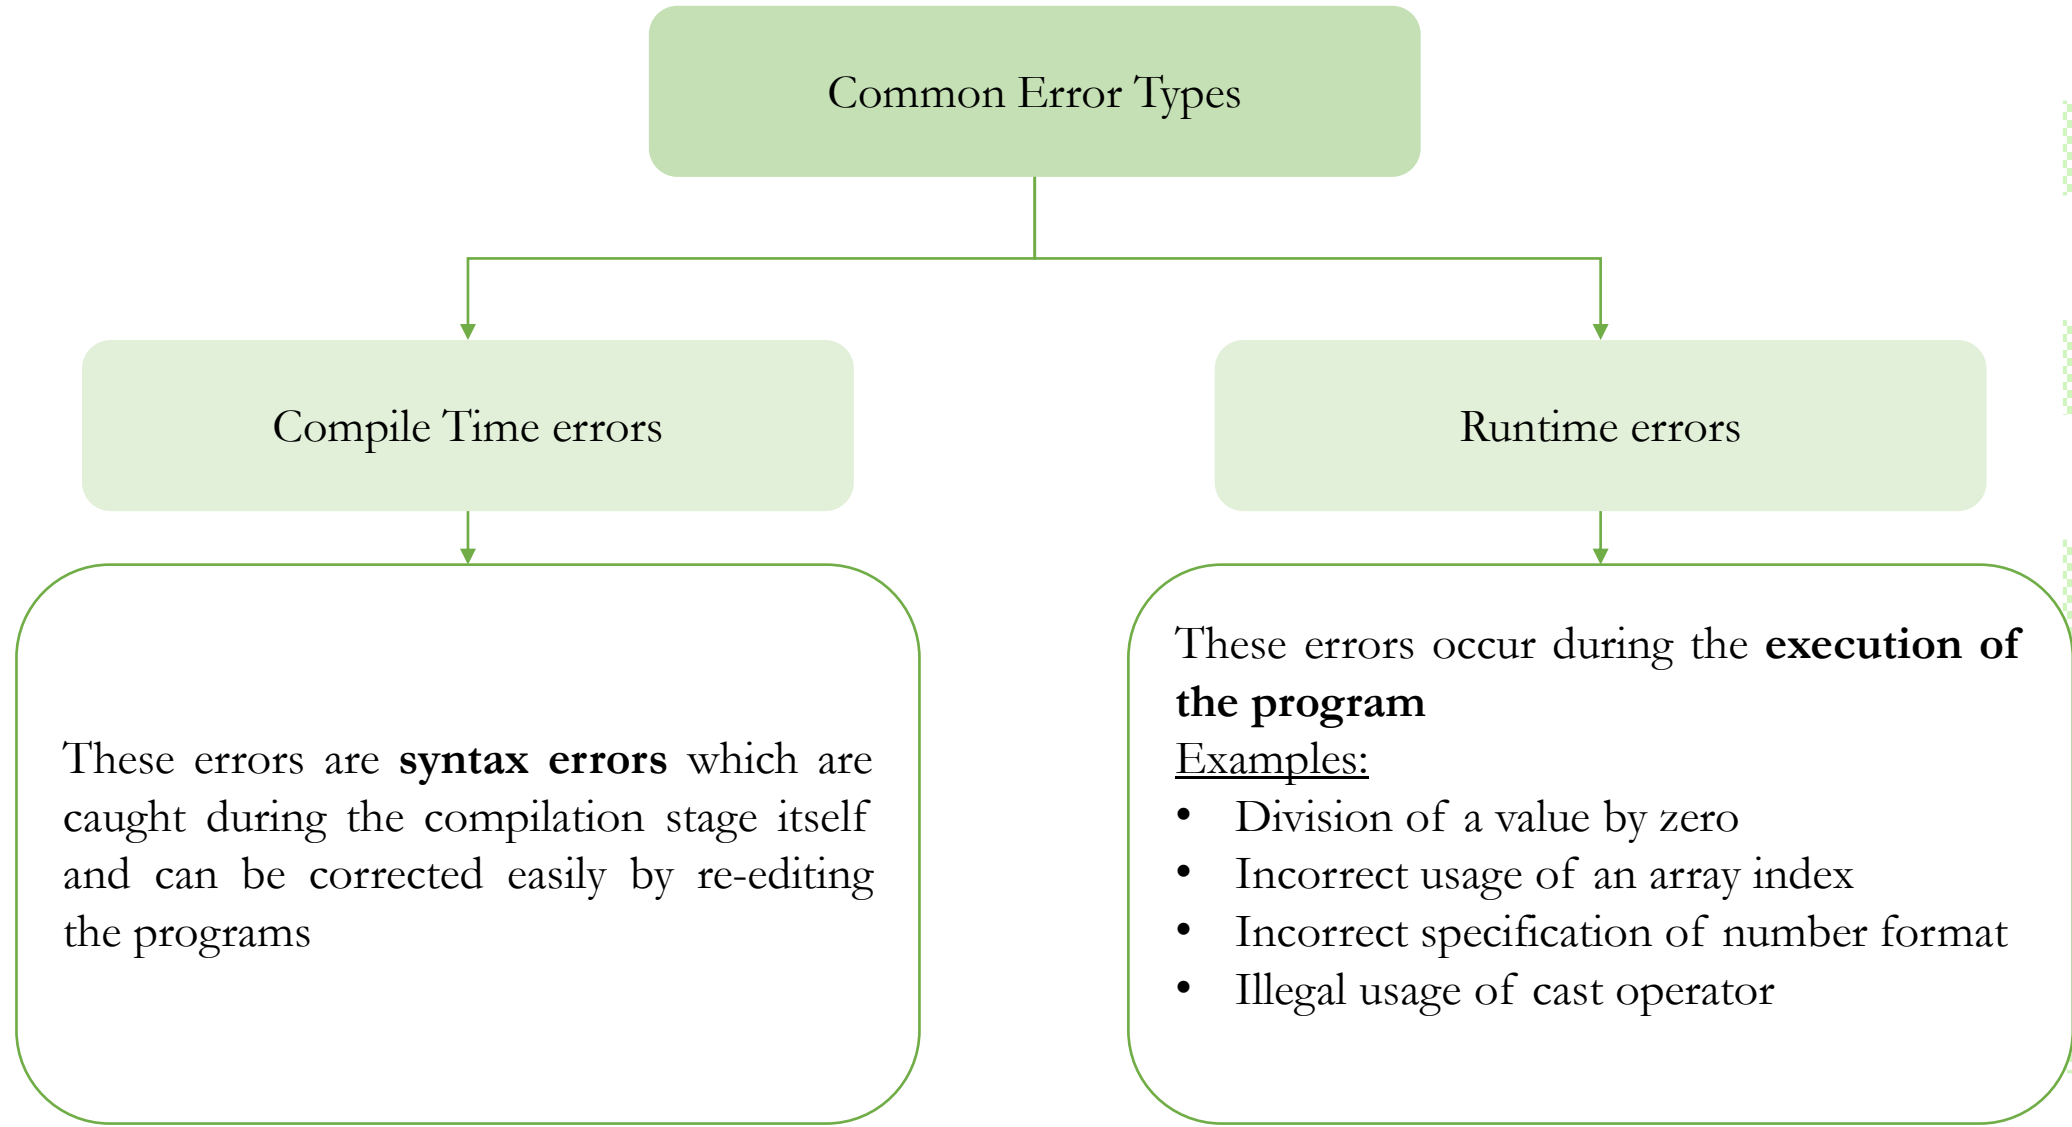 Common Error Types
Compile Time errors
Runtime errors
These errors are syntax errors which are
caught during the compilation stage itself
and can be corrected easily by re-editing
the programs
These errors occur during the execution of
the program
Examples:
• Division of a value by zero
• Incorrect usage of an array index
• Incorrect specification of number format
• Illegal usage of cast operator